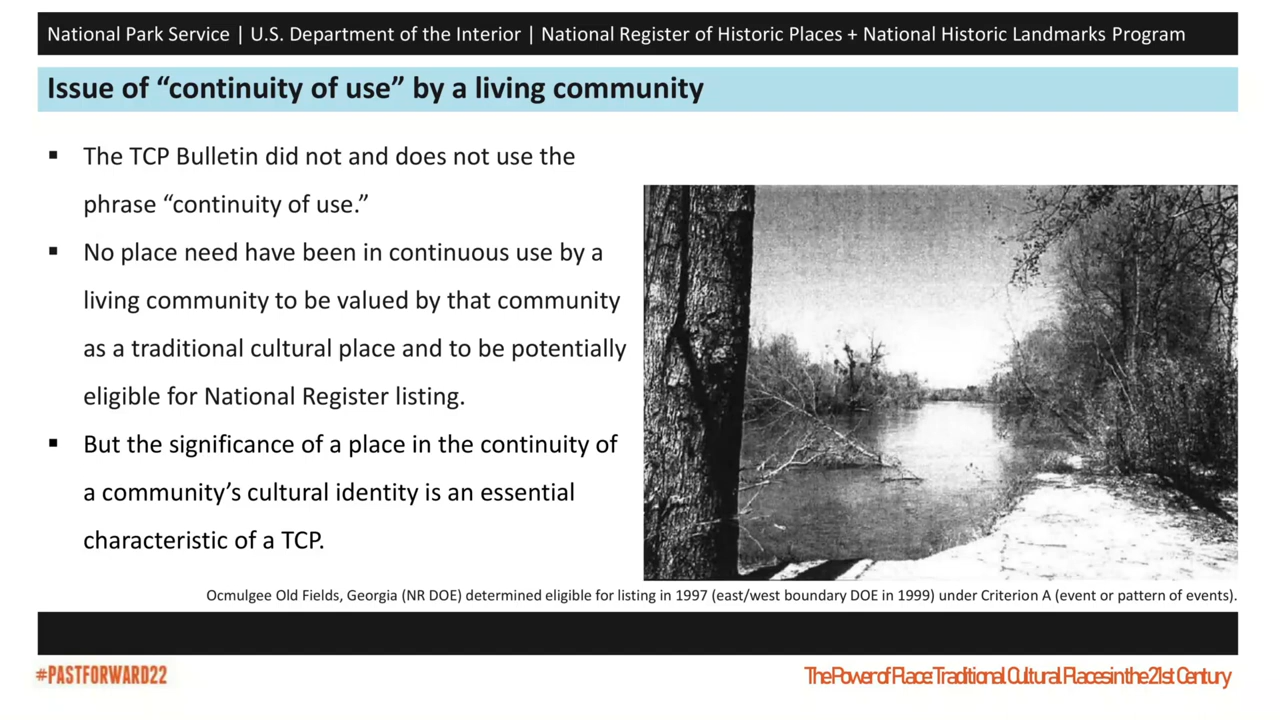 National Park Service | U.S. Department of the Interior | National Register of Historic Places + National Historic Landmarks Program
Issue of “continuity of use” by a living community
▪ The TCP Bulletin did not and does not use the
phrase “continuity of use.”
▪ No place need have been in continuous use by a
living community to be valued by that community
as a traditional cultural place and to be potentially
eligible for National Register listing.
▪ But the significance of a place in the continuity of
a community’s cultural identity is an essential
characteristic of a TCP.
Ocmulgee Old Fields, Georgia (NR DOE) determined eligible for listing in 1997 (east/west boundary DOE in 1999) under Criterion A (event or pattern of events).
#PASTFORWARD22
The Power of Place: Traditional Cultural Places in the 21st Century